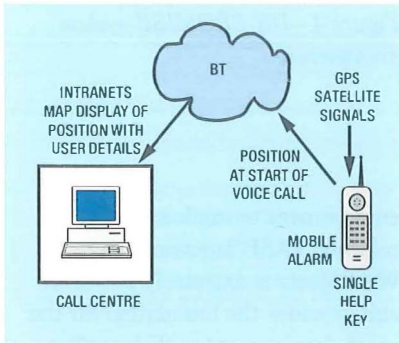 BT
INTRANETS
MAP DISPLAY OF
POSITION WITH
USER DETAILS
GPS
SATELLITE
SIGNALS
POSITION
AT START OF
VOICE CALL
MOBILE
ALARM
SINGLE
HELP
KEY
CALL CENTRE